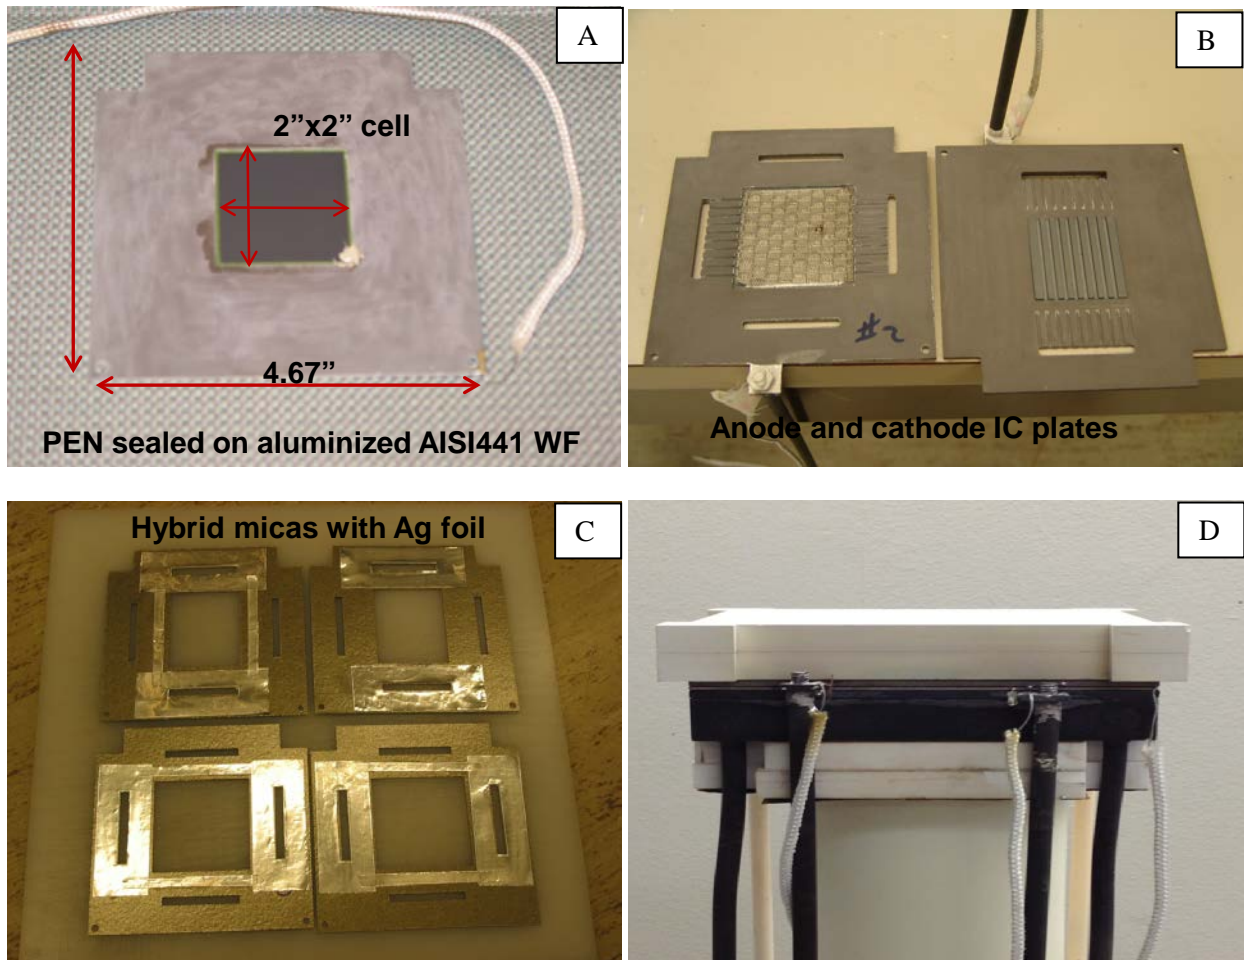 A
2”x2” cell
4.67”
PEN sealed on aluminized AISI441 WF
B
#2
Anode and cathode IC plates
Hybrid micas with Ag foil
C
D